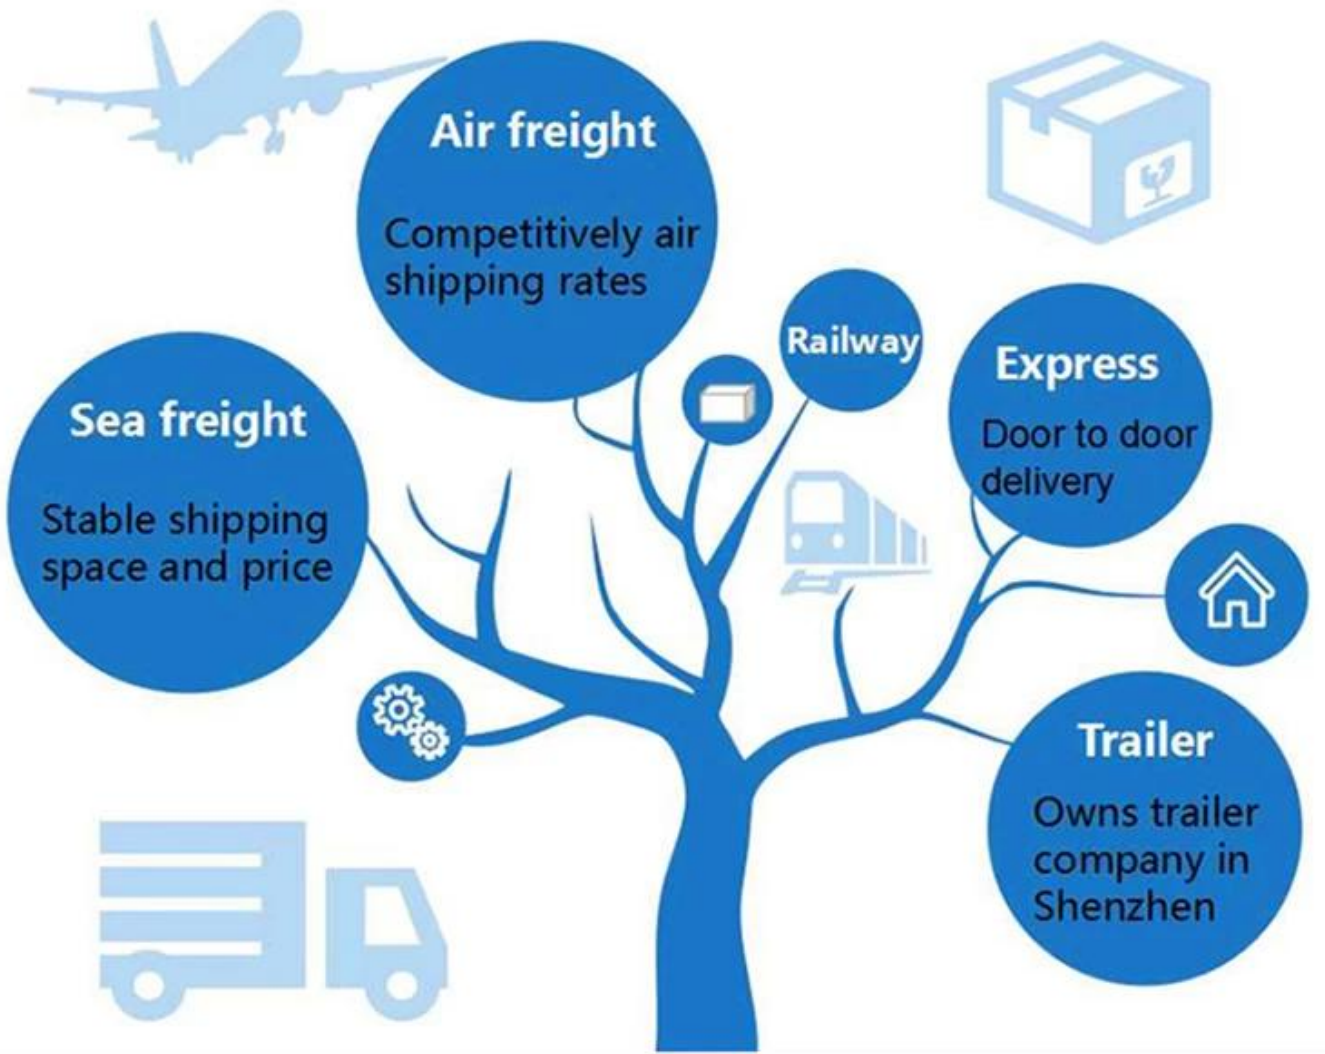 Air freight
Competitively air
shipping rates
Railway
Express
Door to door
delivery
Sea freight
Stable shipping
space and price
Trailer
Owns trailer
company in
Shenzhen